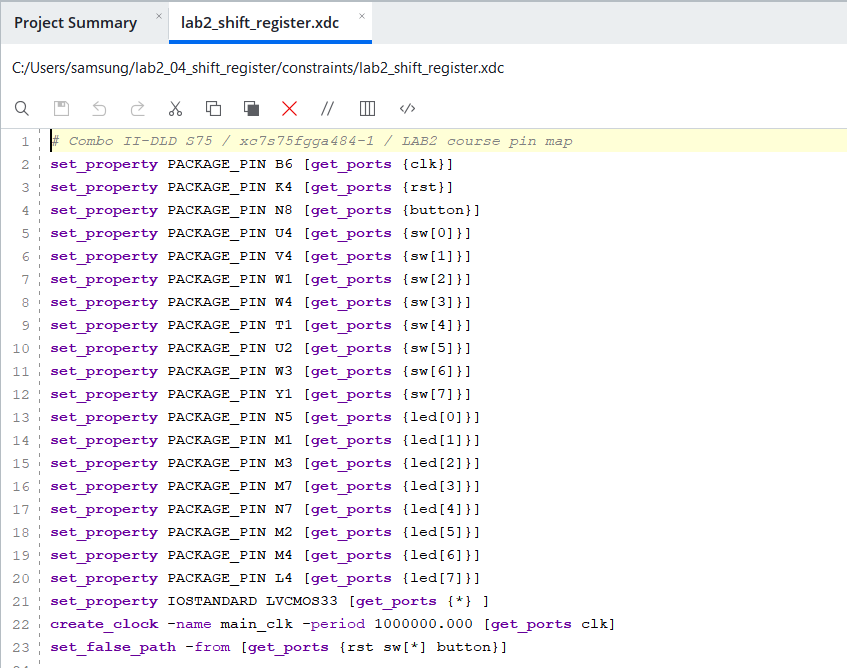 Project Summary × lab2_shift_register.xdc ×
C:/Users/samsung/lab2_04_shift_register/constraints/lab2_shift_register.xdc
1 # Combo II-DLD S75 / xc7s75fgga484-1 / LAB2 course pin map
2 set_property PACKAGE_PIN B6 [get_ports {clk}]
3 set_property PACKAGE_PIN K4 [get_ports {rst}]
4 set_property PACKAGE_PIN N8 [get_ports {button}]
5 set_property PACKAGE_PIN U4 [get_ports {sw[0]}]
6 set_property PACKAGE_PIN V4 [get_ports {sw[1]}]
7 set_property PACKAGE_PIN W1 [get_ports {sw[2]}]
8 set_property PACKAGE_PIN W4 [get_ports {sw[3]}]
9 set_property PACKAGE_PIN T1 [get_ports {sw[4]}]
10 set_property PACKAGE_PIN U2 [get_ports {sw[5]}]
11 set_property PACKAGE_PIN W3 [get_ports {sw[6]}]
12 set_property PACKAGE_PIN Y1 [get_ports {sw[7]}]
13 set_property PACKAGE_PIN N5 [get_ports {led[0]}]
14 set_property PACKAGE_PIN M1 [get_ports {led[1]}]
15 set_property PACKAGE_PIN M3 [get_ports {led[2]}]
16 set_property PACKAGE_PIN M7 [get_ports {led[3]}]
17 set_property PACKAGE_PIN N7 [get_ports {led[4]}]
18 set_property PACKAGE_PIN M2 [get_ports {led[5]}]
19 set_property PACKAGE_PIN M4 [get_ports {led[6]}]
20 set_property PACKAGE_PIN L4 [get_ports {led[7]}]
21 set_property IOSTANDARD LVCMOS33 [get_ports {*} ]
22 create_clock -name main_clk -period 1000000.000 [get_ports clk]
23 set_false_path -from [get_ports {rst sw[*] button}]